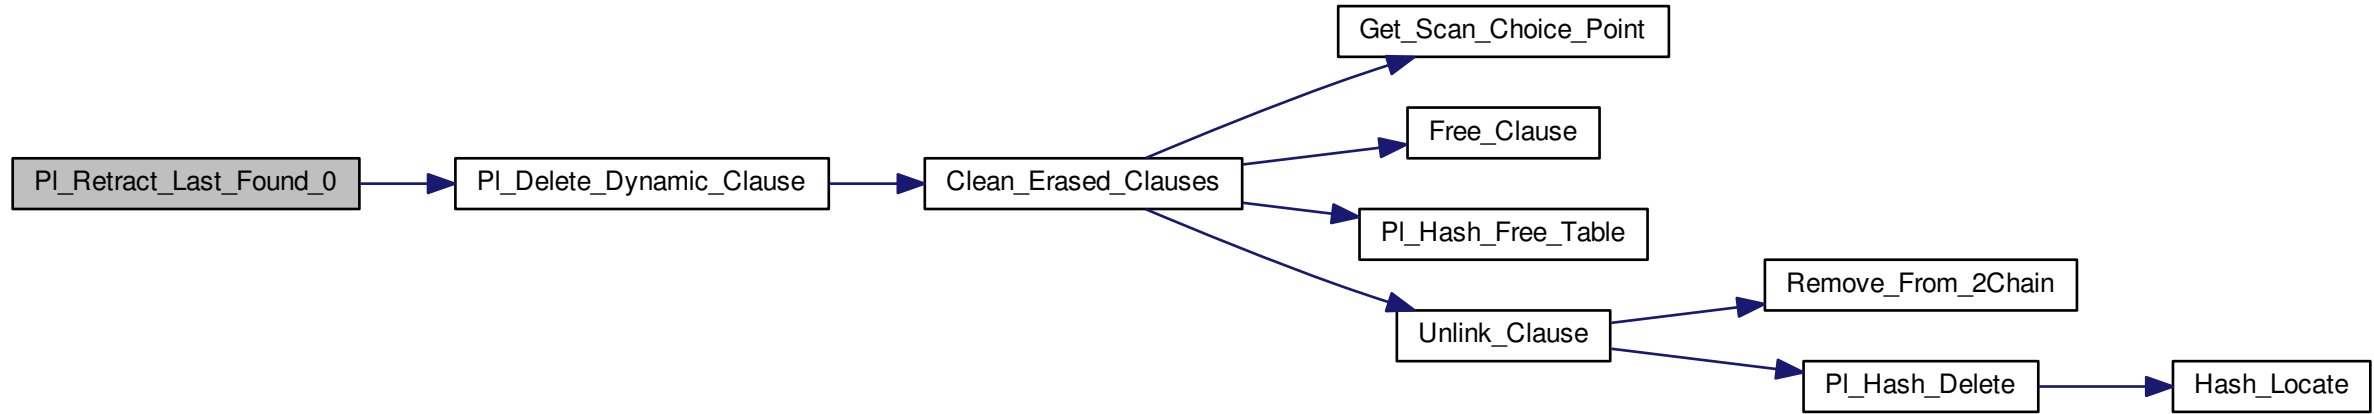 Get_Scan_Choice_Point
Free_Clause
Pl_Retract_Last_Found_0
Pl_Delete_Dynamic_Clause
Clean_Erased_Clauses
Pl_Hash_Free_Table
Remove_From_2Chain
Unlink_Clause
Pl_Hash_Delete
Hash_Locate